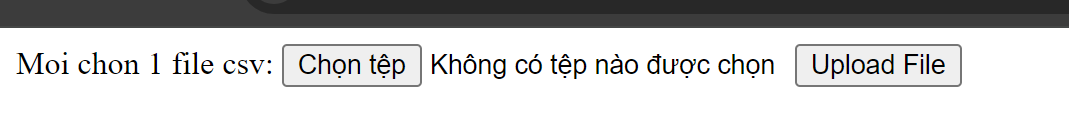 Moi chon 1 file csv: Chọn tệp Không có tệp nào được chọn Upload File